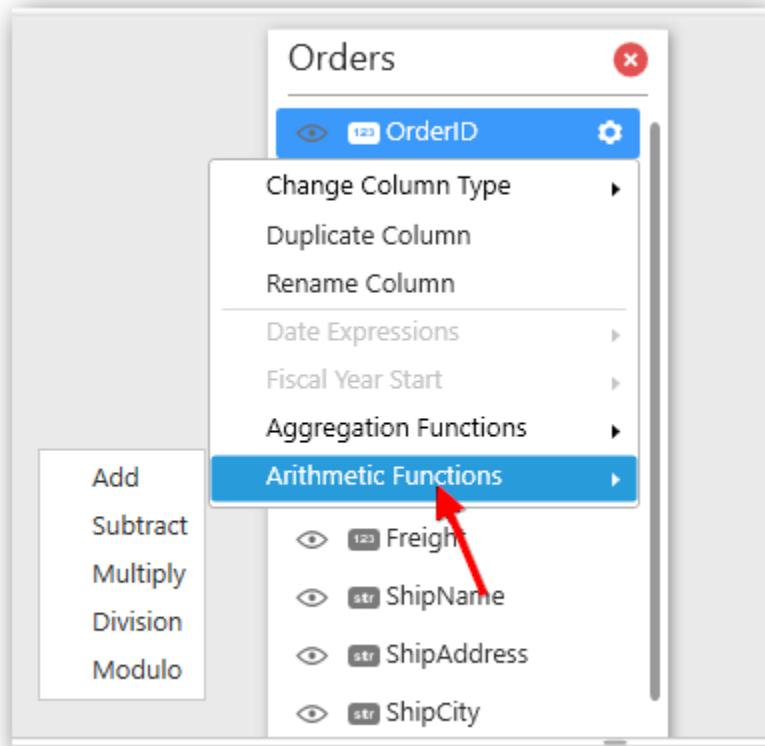 Orders
123 OrderID
Change Column Type
Duplicate Column
Rename Column
Date Expressions
Fiscal Year Start
Aggregation Functions
Arithmetic Functions
Add
Subtract
Multiply
Division
Modulo
123 Freight
str ShipName
str ShipAddress
str ShipCity